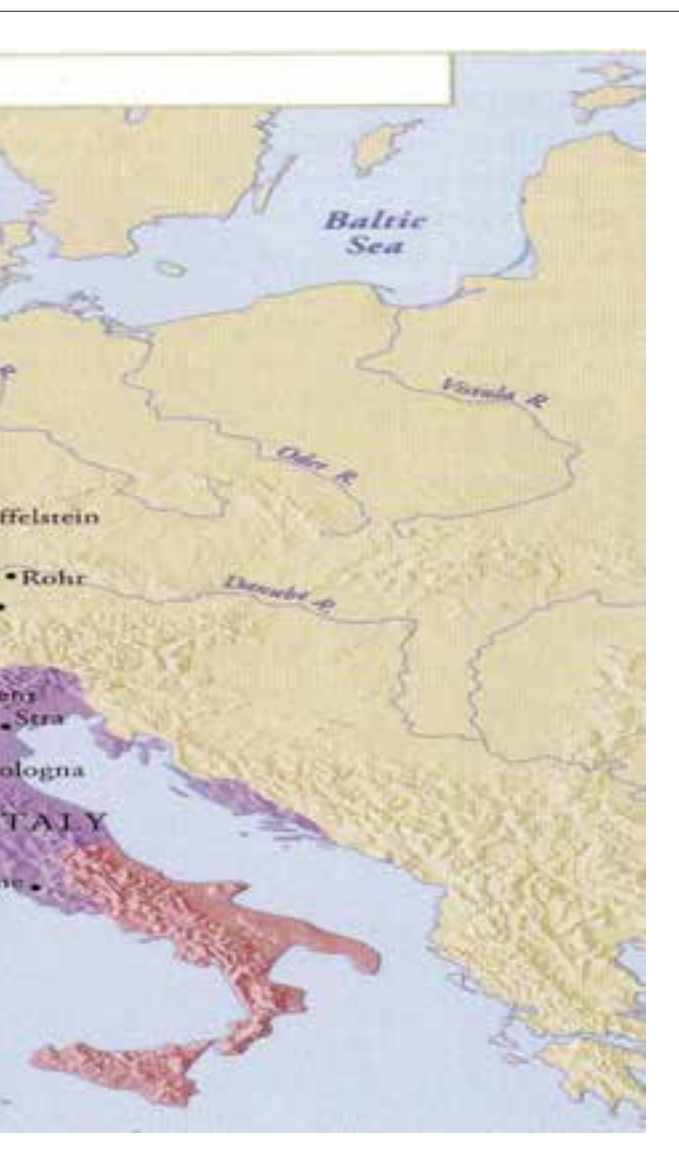 Baltic
Sea
R.
Vistula R.
Oder R.
ffelstein
Rohr
Danube R.
Stra
ologna
TALY